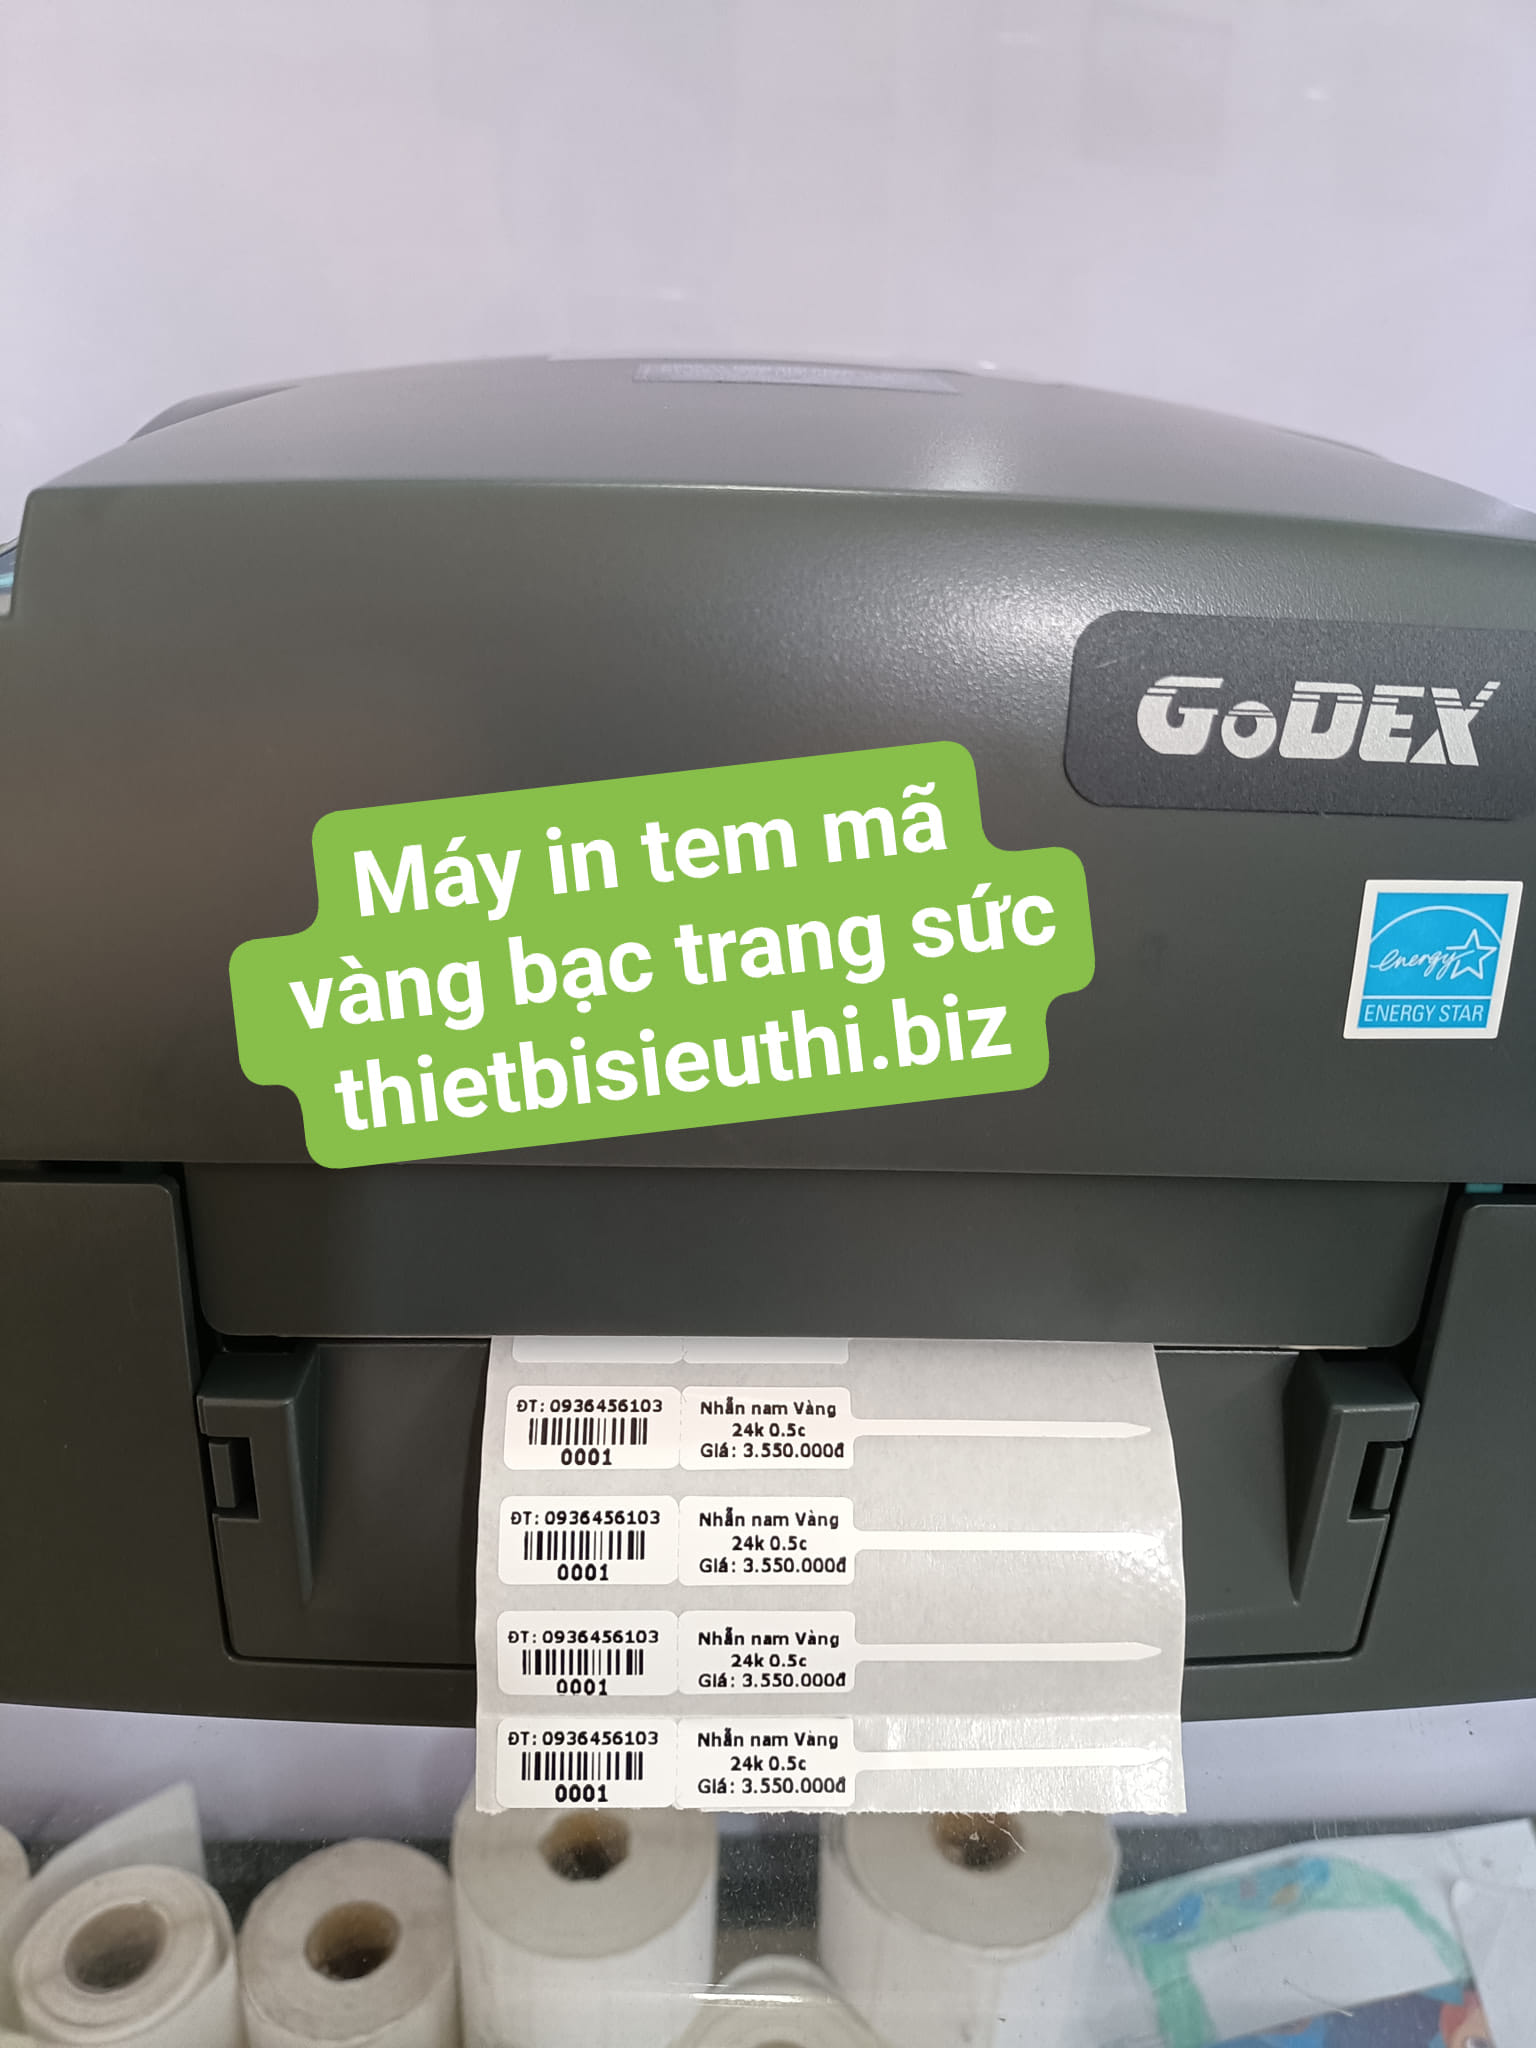 GODEX
Máy in tem mã
vàng bạc trang sức
thietbisieuthi.biz
energy
ENERGY STAR
ĐT: 0936456103
0001
Nhẫn nam Vàng
24k 0.5c
Giá: 3.550.000đ
ĐT: 0936456103
0001
Nhẫn nam Vàng
24k 0.5c
Giá: 3.550.000đ
ĐT: 0936456103
0001
Nhẫn nam Vàng
24k 0.5c
Giá: 3.550.000đ
ĐT: 0936456103
0001
Nhẫn nam Vàng
24k 0.5c
Giá: 3.550.000đ